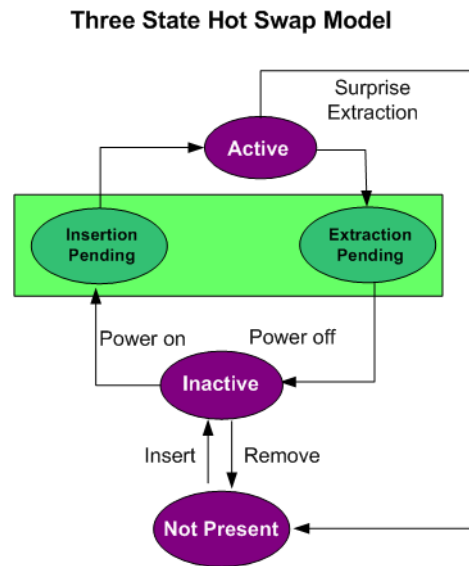 Three State Hot Swap Model
Surprise
Extraction
Active
Insertion
Pending
Extraction
Pending
Power on
Power off
Inactive
Insert
Remove
Not Present